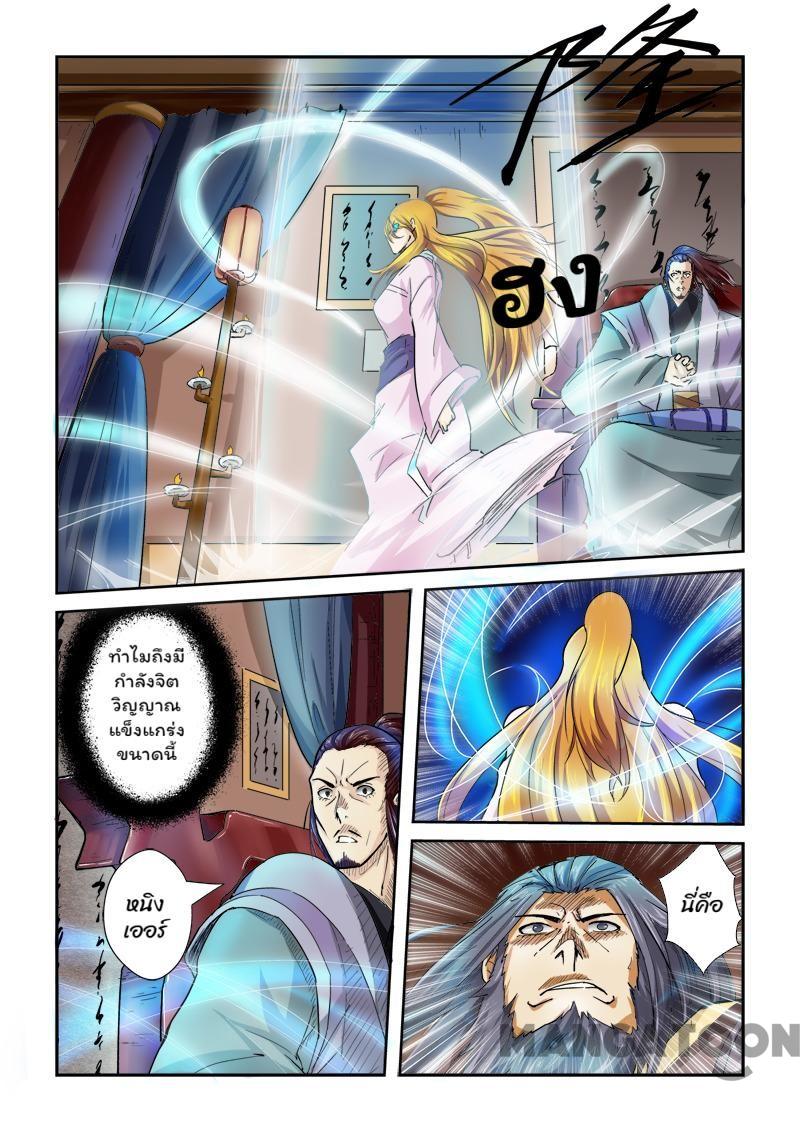 隆
ฮง
ทำไมถึงมี
กำลังจิต
วิญญาณ
แข็งแกร่ง
ขนาดนี้
หนิง
เออร์
นี่คือ
MANGATOON